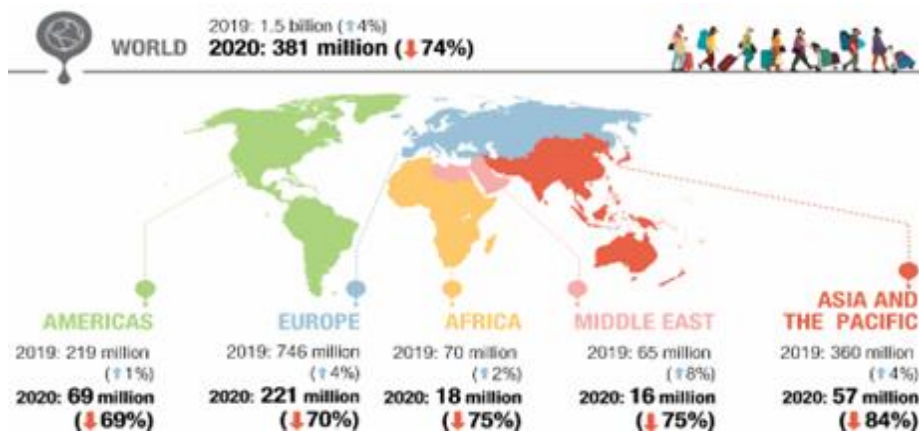 WORLD
2019: 1.5 billion (⬆4%)
2020: 381 million (⬇74%)
AMERICAS
2019: 219 million
(⬆1%)
2020: 69 million
(⬇69%)
EUROPE
2019: 746 million
(⬆4%)
2020: 221 million
(⬇70%)
AFRICA
2019: 70 million
(⬆2%)
2020: 18 million
(⬇75%)
MIDDLE EAST
2019: 65 million
(⬆8%)
2020: 16 million
(⬇75%)
ASIA AND
THE PACIFIC
2019: 360 million
(⬆4%)
2020: 57 million
(⬇84%)